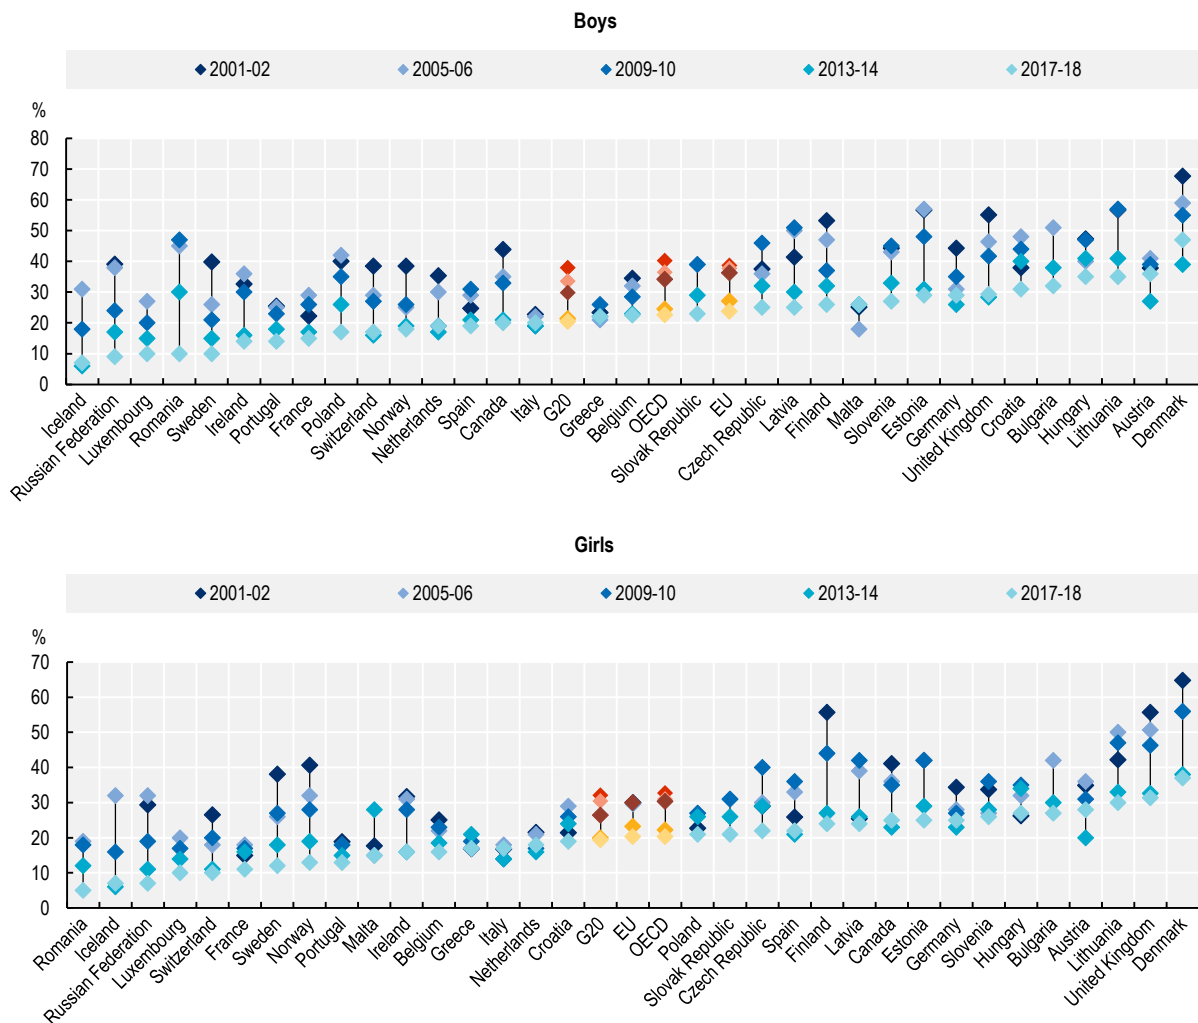 Boys
2001-02 2005-06 2009-10 2013-14 2017-18
%
80
70
60
50
40
30
20
10
0
Iceland
Russian Federation
Luxembourg
Romania
Sweden
Ireland
Portugal
France
Poland
Switzerland
Norway
Netherlands
Spain
Canada
Italy
G20
Greece
Belgium
OECD
Slovak Republic
EU
Czech Republic
Latvia
Finland
Malta
Slovenia
Estonia
Germany
United Kingdom
Croatia
Bulgaria
Hungary
Lithuania
Austria
Denmark
Girls
2001-02 2005-06 2009-10 2013-14 2017-18
%
70
60
50
40
30
20
10
0
Romania
Iceland
Russian Federation
Luxembourg
Switzerland
France
Sweden
Norway
Portugal
Malta
Ireland
Belgium
Greece
Italy
Netherlands
Croatia
G20
EU
OECD
Poland
Slovak Republic
Czech Republic
Spain
Finland
Latvia
Canada
Estonia
Germany
Slovenia
Hungary
Bulgaria
Austria
Lithuania
United Kingdom
Denmark